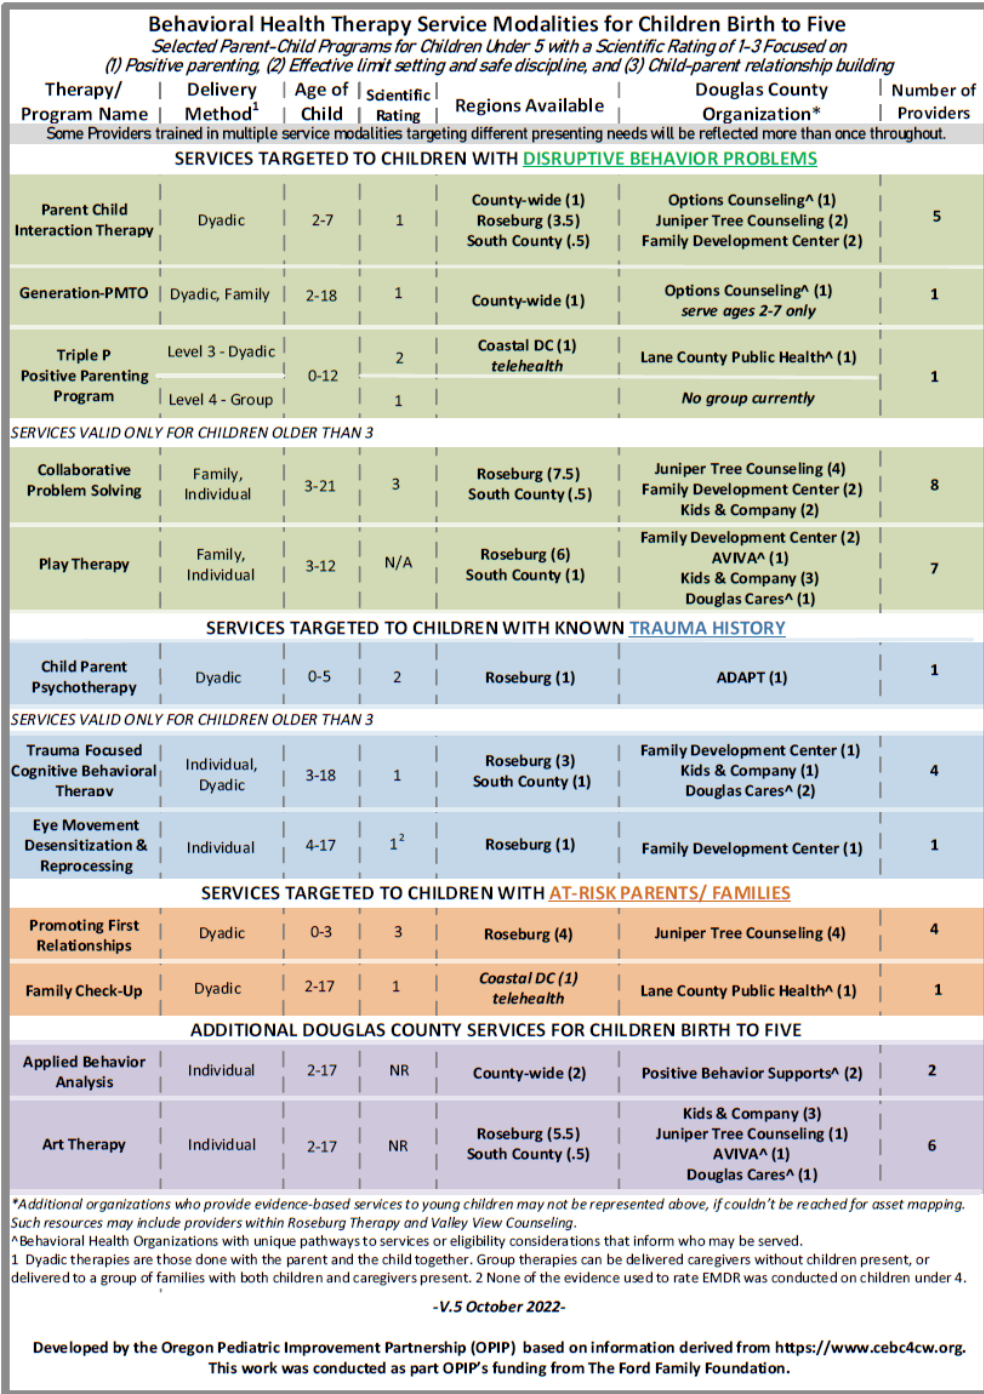 Behavioral Health Therapy Service Modalities for Children Birth to Five
Selected Parent-Child Programs for Children Under 5 with a Scientific Rating of 1-3 Focused on
(1) Positive parenting, (2) Effective limit setting and safe discipline, and (3) Child-parent relationship building
Therapy/ Program Name | Delivery Method1 | Age of Child | Scientific Rating | Regions Available | Douglas County Organization* | Number of Providers
Some Providers trained in multiple service modalities targeting different presenting needs will be reflected more than once throughout.
SERVICES TARGETED TO CHILDREN WITH DISRUPTIVE BEHAVIOR PROBLEMS
Parent Child Interaction Therapy | Dyadic | 2-7 | 1 | County-wide (1) Roseburg (3.5) South County (.5) | Options Counseling^ (1) Juniper Tree Counseling (2) Family Development Center (2) | 5
Generation-PMTO | Dyadic, Family | 2-18 | 1 | County-wide (1) | Options Counseling^ (1) serve ages 2-7 only | 1
Triple P Positive Parenting Program | Level 3 - Dyadic | 0-12 | 2 | Coastal DC (1) telehealth | Lane County Public Health^ (1) | 1
Level 4 - Group | 1 | No group currently
SERVICES VALID ONLY FOR CHILDREN OLDER THAN 3
Collaborative Problem Solving | Family, Individual | 3-21 | 3 | Roseburg (7.5) South County (.5) | Juniper Tree Counseling (4) Family Development Center (2) Kids & Company (2) | 8
Play Therapy | Family, Individual | 3-12 | N/A | Roseburg (6) South County (1) | Family Development Center (2) AVIVA^ (1) Kids & Company (3) Douglas Cares^ (1) | 7
SERVICES TARGETED TO CHILDREN WITH KNOWN TRAUMA HISTORY
Child Parent Psychotherapy | Dyadic | 0-5 | 2 | Roseburg (1) | ADAPT (1) | 1
SERVICES VALID ONLY FOR CHILDREN OLDER THAN 3
Trauma Focused Cognitive Behavioral Therapy | Individual, Dyadic | 3-18 | 1 | Roseburg (3) South County (1) | Family Development Center (1) Kids & Company (1) Douglas Cares^ (2) | 4
Eye Movement Desensitization & Reprocessing | Individual | 4-17 | 1² | Roseburg (1) | Family Development Center (1) | 1
SERVICES TARGETED TO CHILDREN WITH AT-RISK PARENTS/ FAMILIES
Promoting First Relationships | Dyadic | 0-3 | 3 | Roseburg (4) | Juniper Tree Counseling (4) | 4
Family Check-Up | Dyadic | 2-17 | 1 | Coastal DC (1) telehealth | Lane County Public Health^ (1) | 1
ADDITIONAL DOUGLAS COUNTY SERVICES FOR CHILDREN BIRTH TO FIVE
Applied Behavior Analysis | Individual | 2-17 | NR | County-wide (2) | Positive Behavior Supports^ (2) | 2
Art Therapy | Individual | 2-17 | NR | Roseburg (5.5) South County (.5) | Kids & Company (3) Juniper Tree Counseling (1) AVIVA^ (1) Douglas Cares^ (1) | 6
*Additional organizations who provide evidence-based services to young children may not be represented above, if couldn't be reached for asset mapping.
Such resources may include providers within Roseburg Therapy and Valley View Counseling.
^Behavioral Health Organizations with unique pathways to services or eligibility considerations that inform who may be served.
1 Dyadic therapies are those done with the parent and the child together. Group therapies can be delivered caregivers without children present, or
delivered to a group of families with both children and caregivers present. 2 None of the evidence used to rate EMDR was conducted on children under 4.
-V.5 October 2022-
Developed by the Oregon Pediatric Improvement Partnership (OPIP) based on information derived from https://www.cebc4cw.org.
This work was conducted as part OPIP's funding from The Ford Family Foundation.